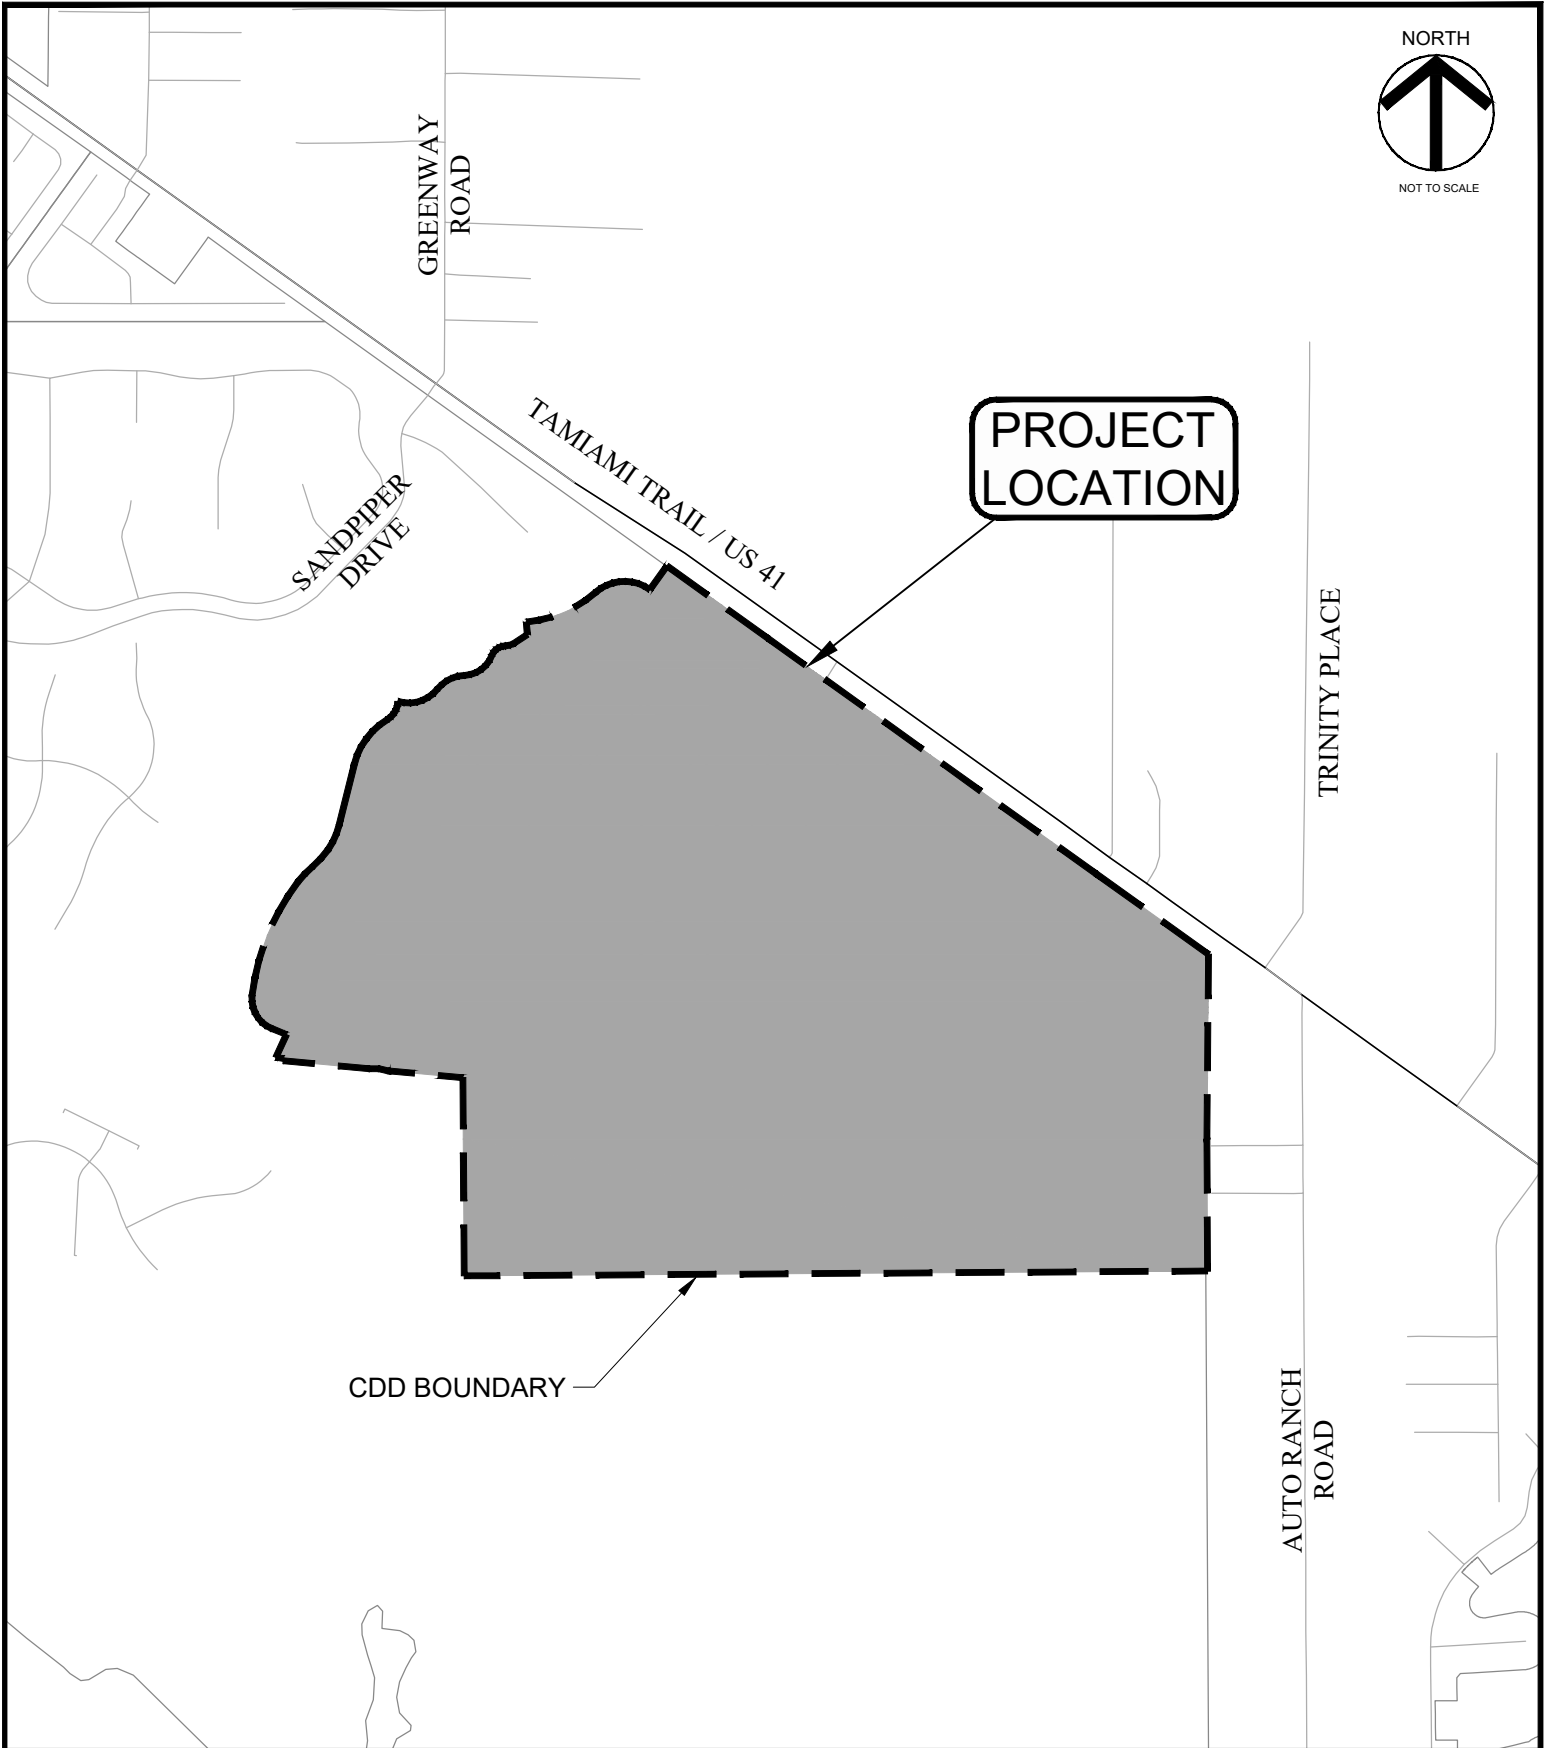 NORTH
NOT TO SCALE
GREENWAY
ROAD
TAMIAMI TRAIL / US 41
PROJECT
LOCATION
SANDPIPER
DRIVE
TRINITY PLACE
CDD BOUNDARY
AUTO RANCH
ROAD